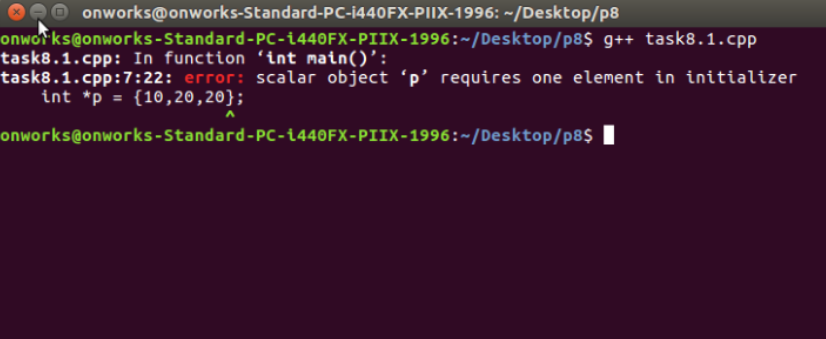 onworks@onworks-Standard-PC-i440FX-PIIX-1996: ~/Desktop/p8
onworks@onworks-Standard-PC-i440FX-PIIX-1996:~/Desktop/p8$ g++ task8.1.cpp
task8.1.cpp: In function ‘int main()’:
task8.1.cpp:7:22: error: scalar object ‘p’ requires one element in initializer
    int *p = {10,20,20};
                      ^
onworks@onworks-Standard-PC-i440FX-PIIX-1996:~/Desktop/p8$